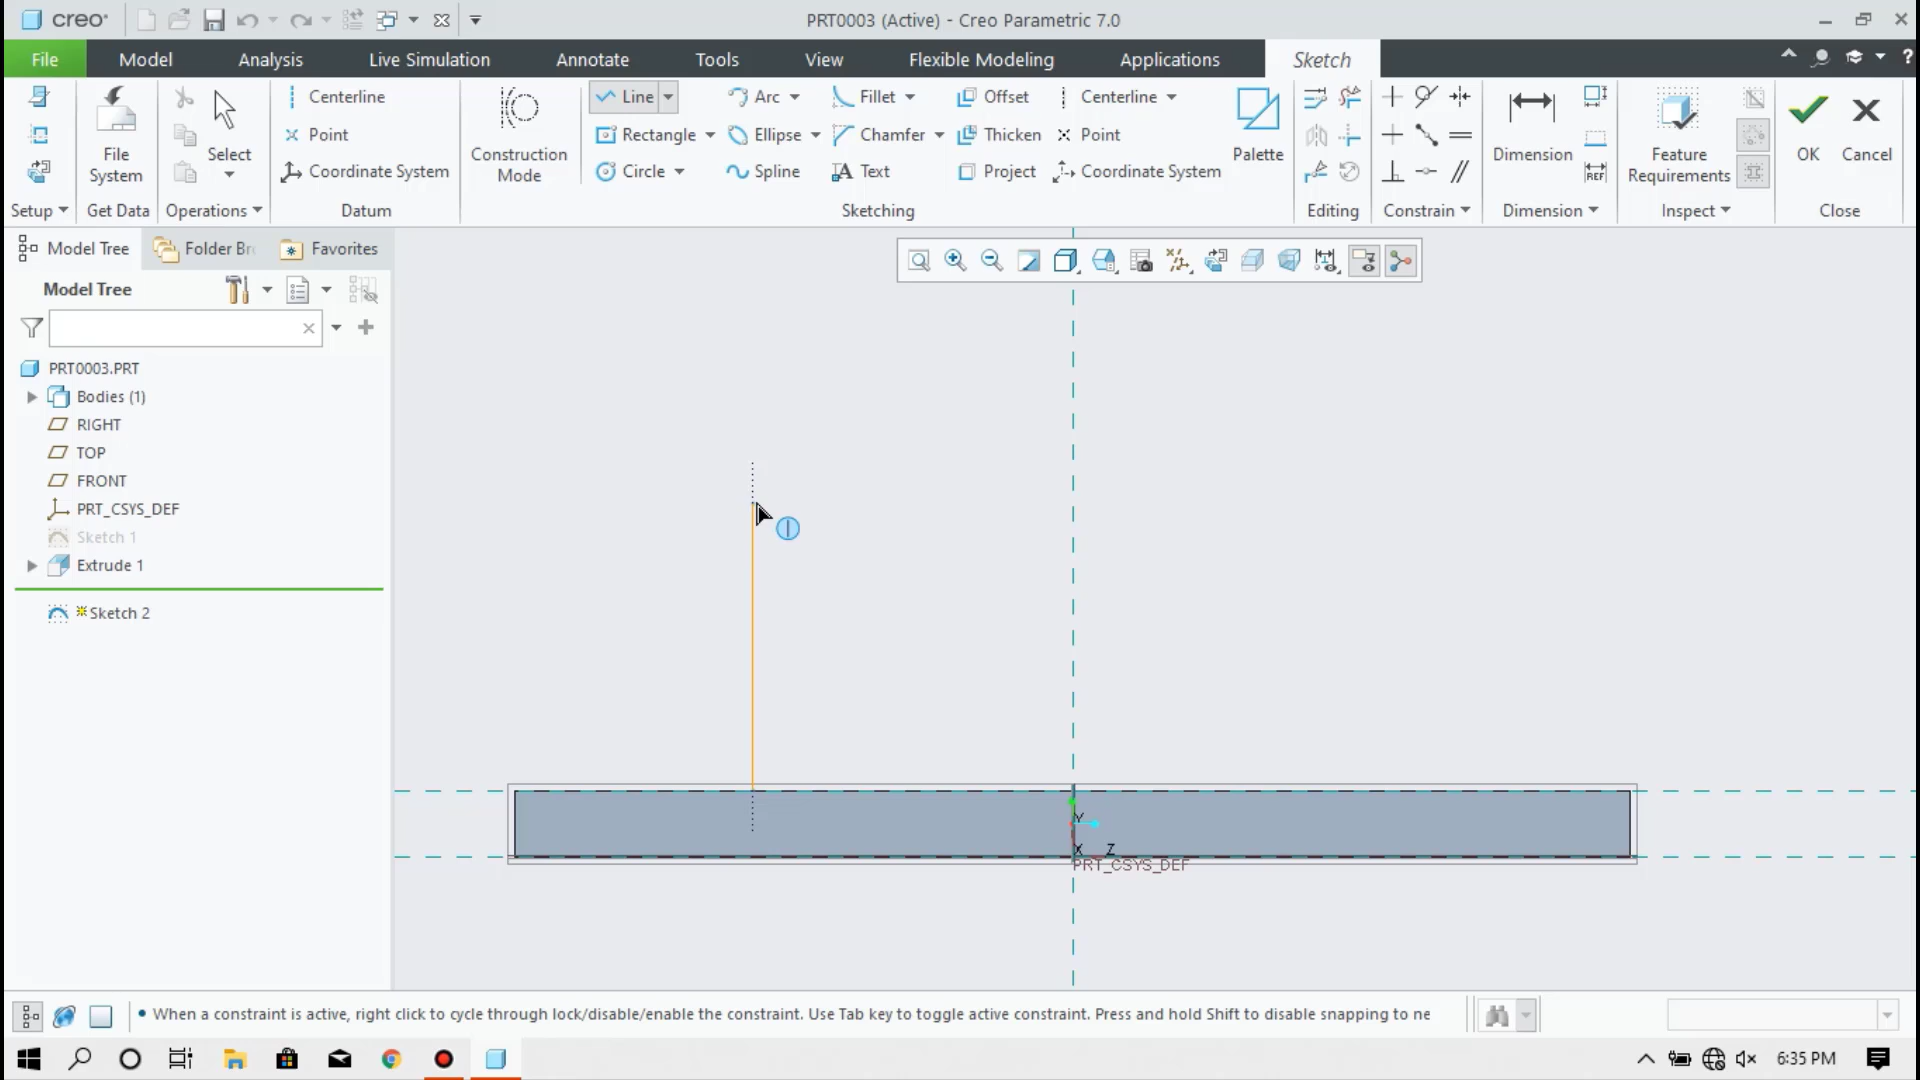 creo
PRT0003 (Active) - Creo Parametric 7.0
File Model Analysis Live Simulation Annotate Tools View Flexible Modeling Applications Sketch
Centerline Line Arc Fillet Offset Centerline
Point Rectangle Ellipse Chamfer Thicken Point
File System Select Coordinate System Construction Mode Circle Spline Text Project Coordinate System Palette Dimension Feature Requirements OK Cancel
REF
Setup Get Data Operations Datum Sketching Editing Constrain Dimension Inspect Close
Model Tree Folder Br Favorites
Model Tree
PRT0003.PRT
Bodies (1)
RIGHT
TOP
FRONT
PRT_CSYS_DEF
Sketch 1
Extrude 1
Sketch 2
Y
X Z
PRT_CSYS_DEF
• When a constraint is active, right click to cycle through lock/disable/enable the constraint. Use Tab key to toggle active constraint. Press and hold Shift to disable snapping to ne
6:35 PM